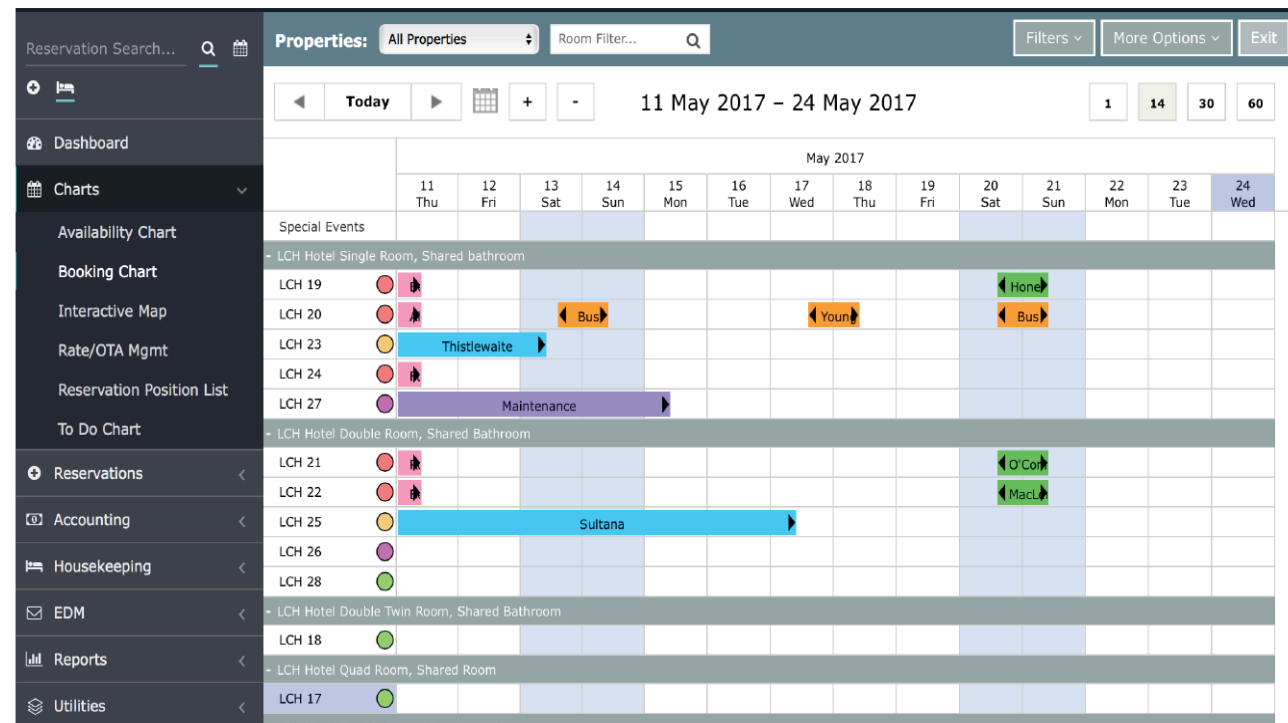 Reservation Search...
Dashboard
Charts
Availability Chart
Booking Chart
Interactive Map
Rate/OTA Mgmt
Reservation Position List
To Do Chart
Reservations
Accounting
Housekeeping
EDM
Reports
Utilities
Properties: All Properties Room Filter... Filters More Options Exit
Today + - 11 May 2017 – 24 May 2017 1 14 30 60
May 2017
11 12 13 14 15 16 17 18 19 20 21 22 23 24
Thu Fri Sat Sun Mon Tue Wed Thu Fri Sat Sun Mon Tue Wed
Special Events
- LCH Hotel Single Room, Shared bathroom
LCH 19 Hone
LCH 20 Bus Youn Bus
LCH 23 Thistlewaite
LCH 24
LCH 27 Maintenance
- LCH Hotel Double Room, Shared Bathroom
LCH 21 O'Con
LCH 22 MacLe
LCH 25 Sultana
LCH 26
LCH 28
- LCH Hotel Double Twin Room, Shared Bathroom
LCH 18
- LCH Hotel Quad Room, Shared Room
LCH 17